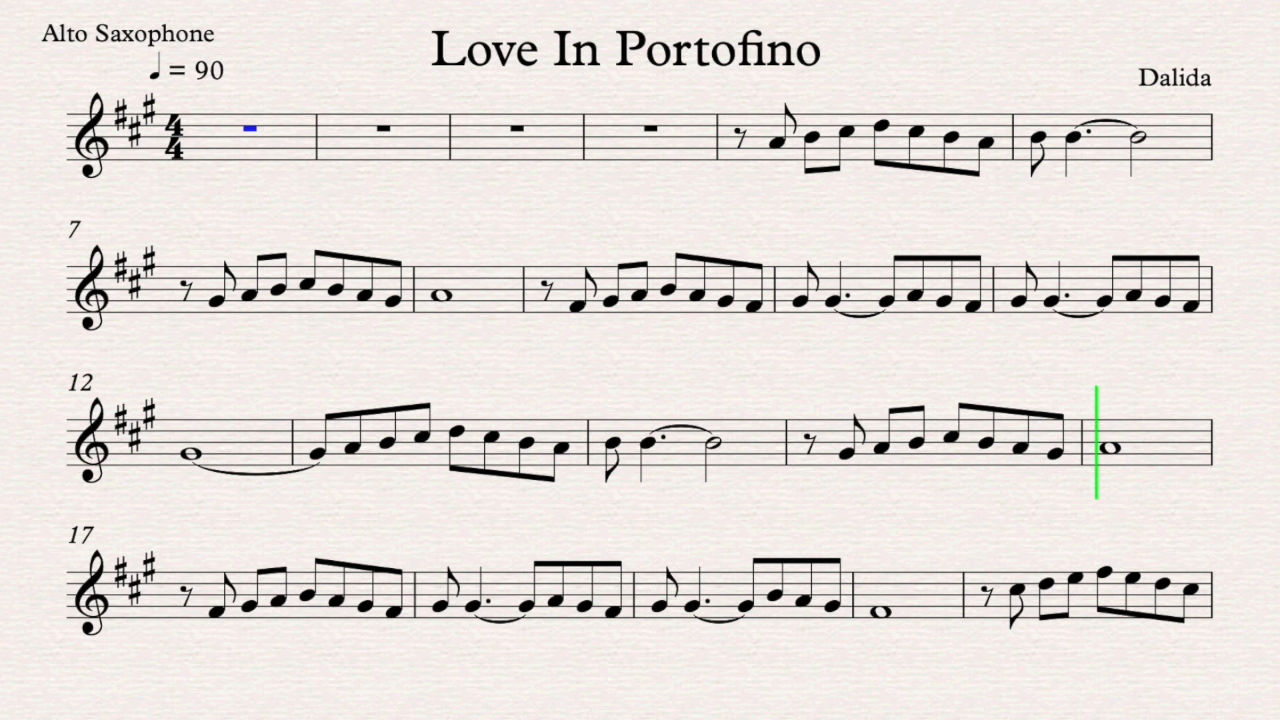 Alto Saxophone
Love In Portofino
♩ = 90
Dalida
4
4
7
12
17